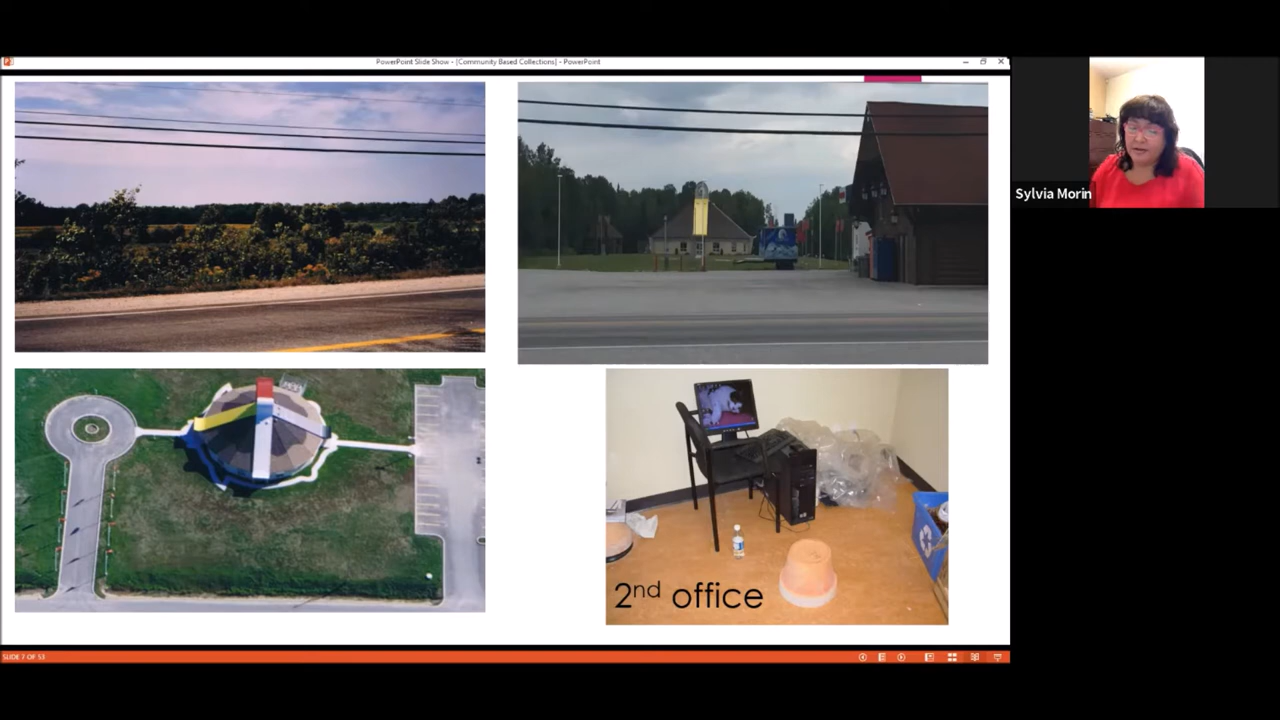 PowerPoint Slide Show - [Community Based Collections] - PowerPoint
Sylvia Morin
2nd office
SLIDE 7 OF 53